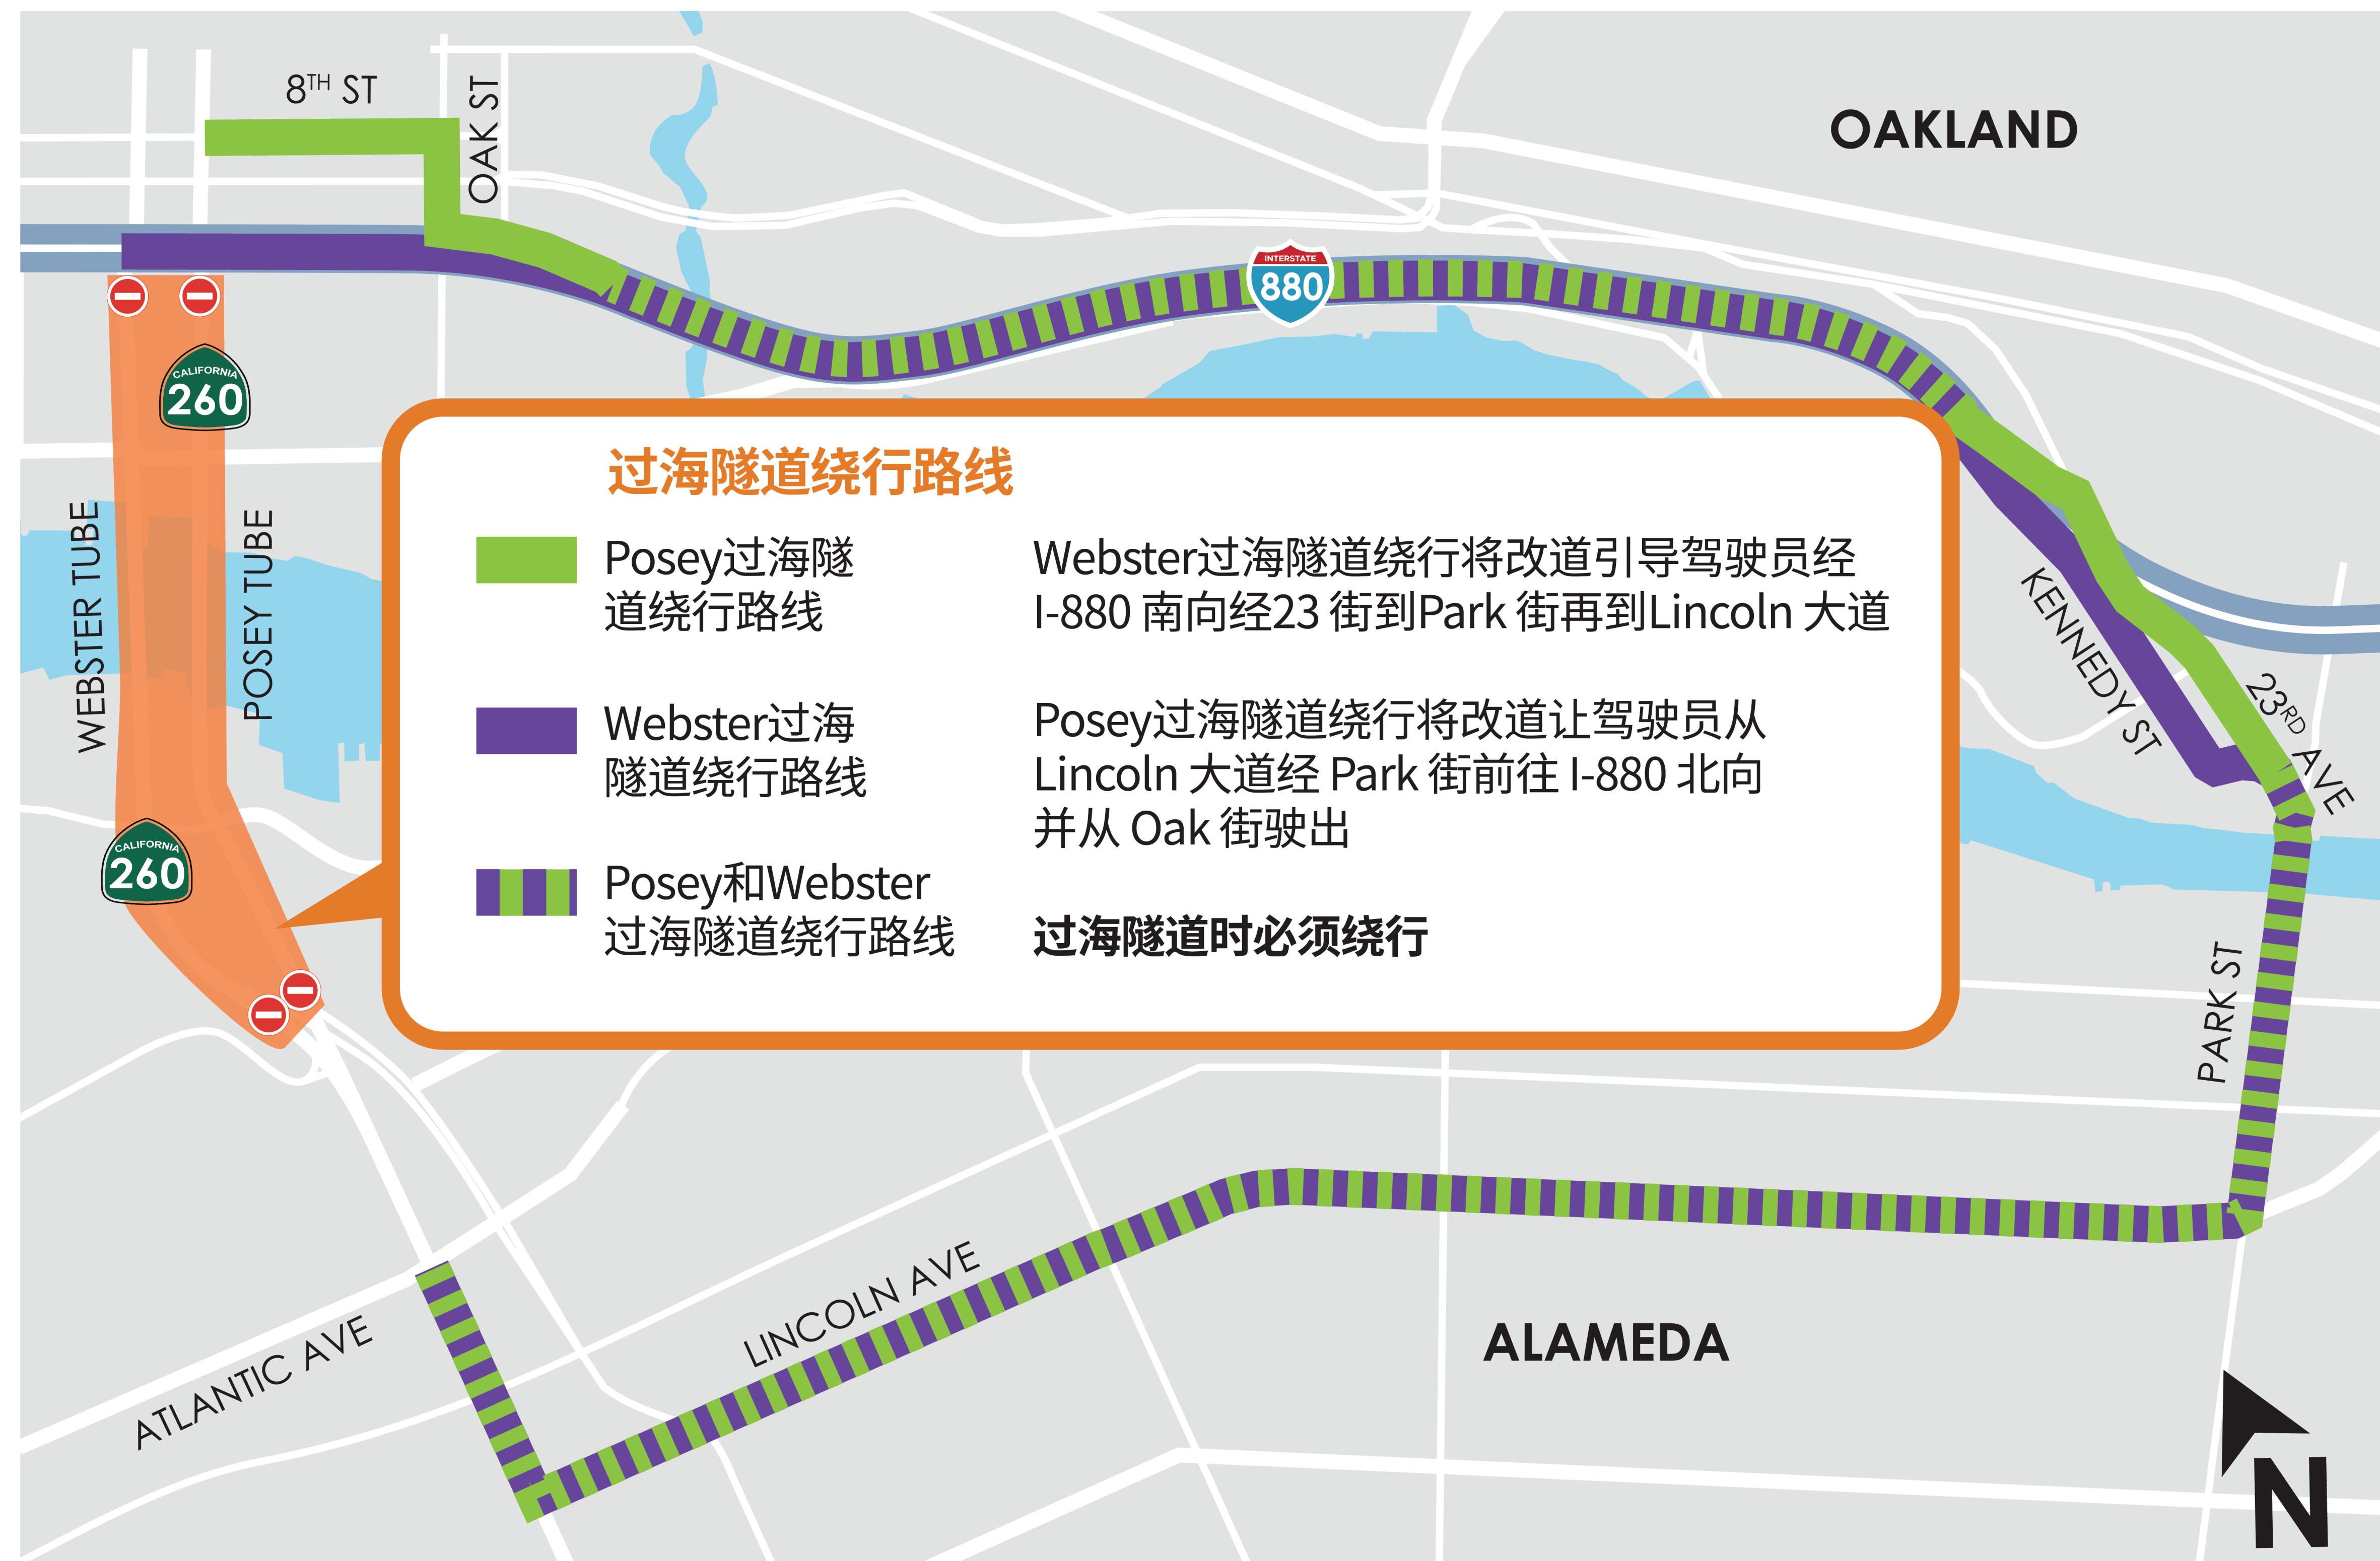 8TH ST
OAK ST
OAKLAND
INTERSTATE
880
CALIFORNIA
260
WEBSTER TUBE
POSEY TUBE
过海隧道绕行路线
Posey过海隧
道绕行路线
Webster过海
隧道绕行路线
Posey和Webster
过海隧道绕行路线
Webster过海隧道绕行将改道引导驾驶员经
I-880 南向经23 街到Park 街再到Lincoln 大道
Posey过海隧道绕行将改道让驾驶员从
Lincoln 大道经 Park 街前往 I-880 北向
并从 Oak 街驶出
过海隧道时必须绕行
KENNEDY ST
23RD AVE
CALIFORNIA
260
PARK ST
LINCOLN AVE
ATLANTIC AVE
ALAMEDA
N